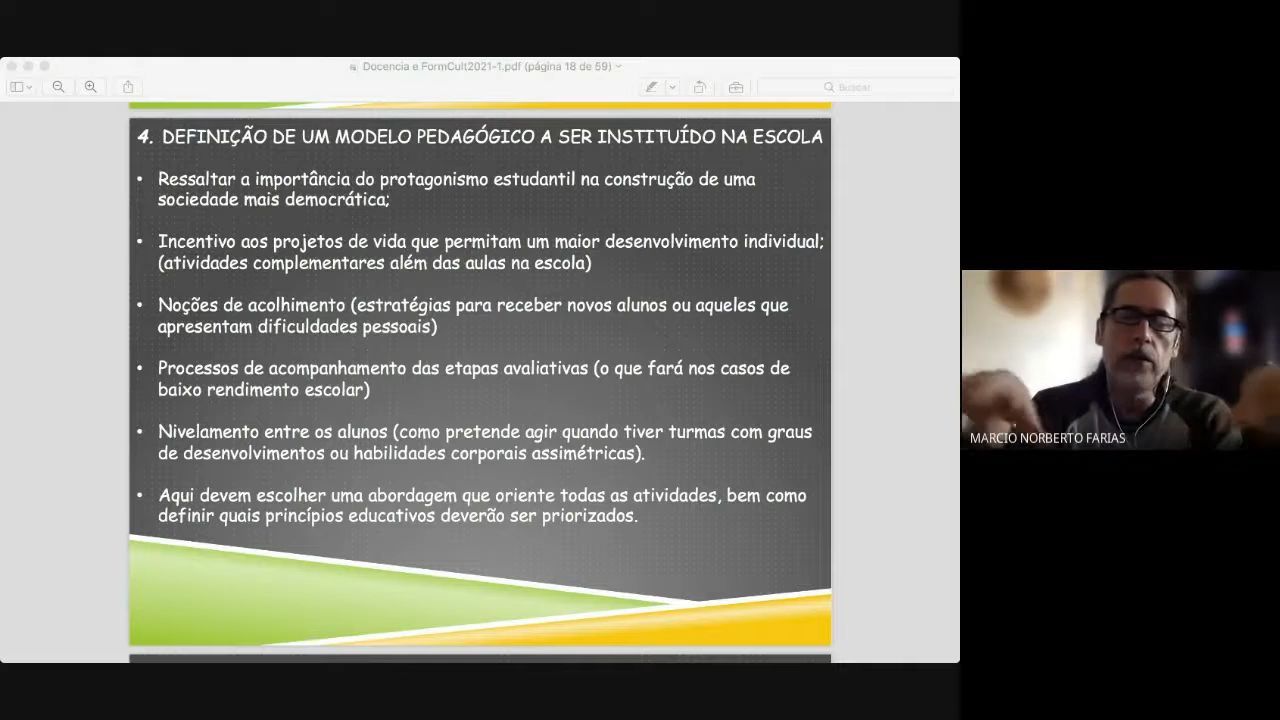 Docencia e FormCult2021-1.pdf (página 18 de 59)
Buscar
4. DEFINIÇÃO DE UM MODELO PEDAGÓGICO A SER INSTITUÍDO NA ESCOLA
• Ressaltar a importância do protagonismo estudantil na construção de uma
sociedade mais democrática;
• Incentivo aos projetos de vida que permitam um maior desenvolvimento individual;
(atividades complementares além das aulas na escola)
• Noções de acolhimento (estratégias para receber novos alunos ou aqueles que
apresentam dificuldades pessoais)
• Processos de acompanhamento das etapas avaliativas (o que fará nos casos de
baixo rendimento escolar)
• Nivelamento entre os alunos (como pretende agir quando tiver turmas com graus
de desenvolvimentos ou habilidades corporais assimétricas).
• Aqui devem escolher uma abordagem que oriente todas as atividades, bem como
definir quais princípios educativos deverão ser priorizados.
MARCIO NORBERTO FARIAS